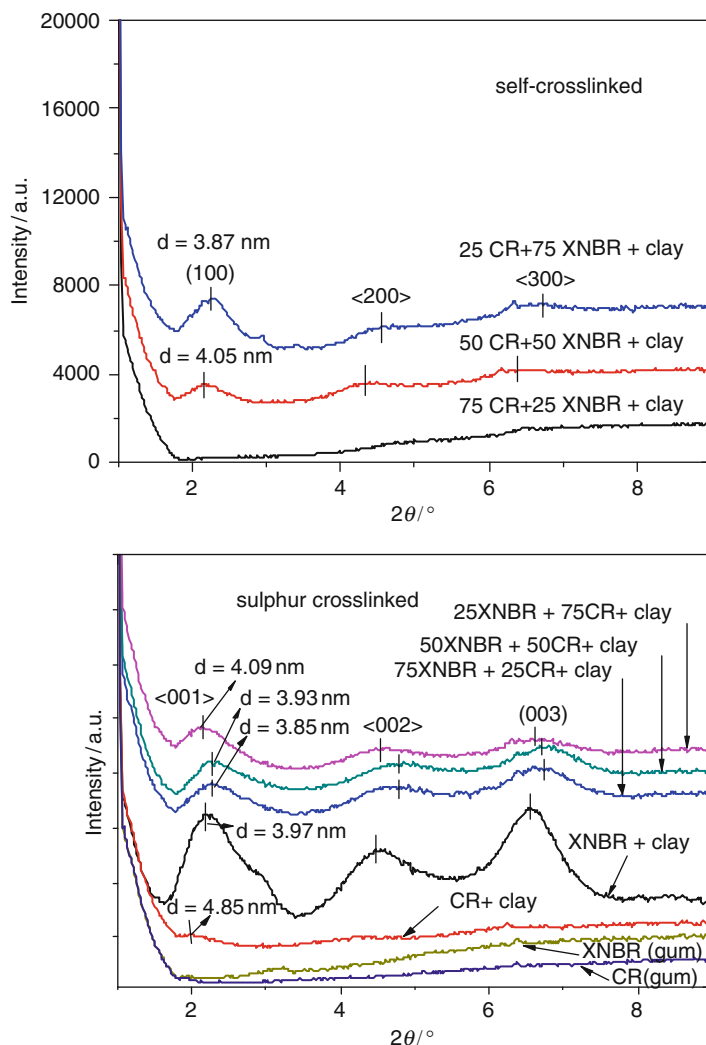 20000
16000
12000
8000
4000
0
Intensity / a.u.
self-crosslinked
d = 3.87 nm
(100)
<200>
25 CR+75 XNBR + clay
<300>
d = 4.05 nm
50 CR+50 XNBR + clay
75 CR+25 XNBR + clay
2 4 6 8
2θ/°
Intensity / a.u.
sulphur crosslinked
25XNBR + 75CR+ clay
50XNBR + 50CR+ clay
75XNBR + 25CR+ clay
d = 4.09 nm
<001>
d = 3.93 nm
d = 3.85 nm
<002>
(003)
d = 3.97 nm
XNBR + clay
d = 4.85 nm
CR+ clay
XNBR (gum)
CR(gum)
2 4 6 8
2θ/°